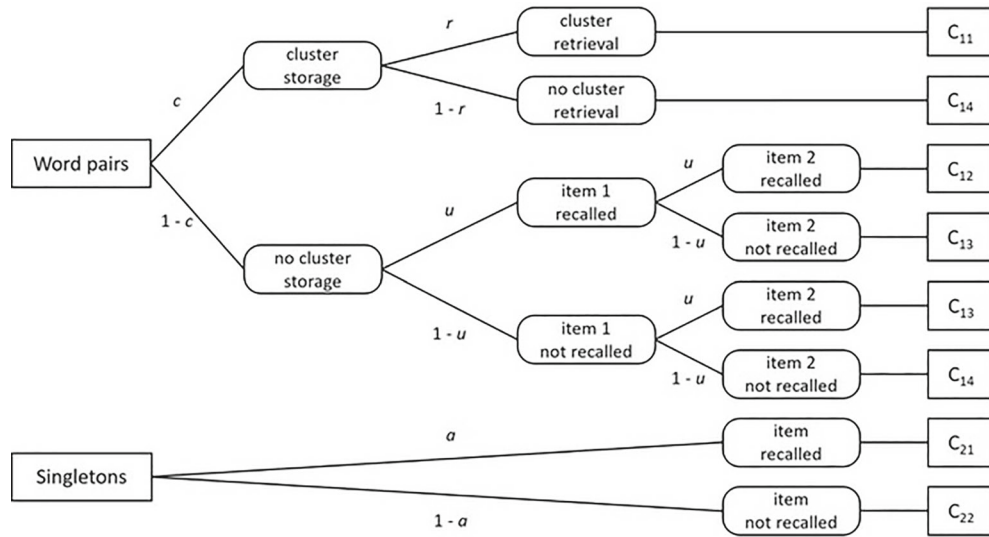 r
cluster
retrieval
C11
cluster
storage
c
1 - r
no cluster
retrieval
C14
Word pairs
u
item 2
recalled
C12
item 1
recalled
u
1 - c
1 - u
item 2
not recalled
C13
no cluster
storage
u
item 2
recalled
C13
1 - u
item 1
not recalled
1 - u
item 2
not recalled
C14
a
item
recalled
C21
Singletons
1 - a
item
not recalled
C22